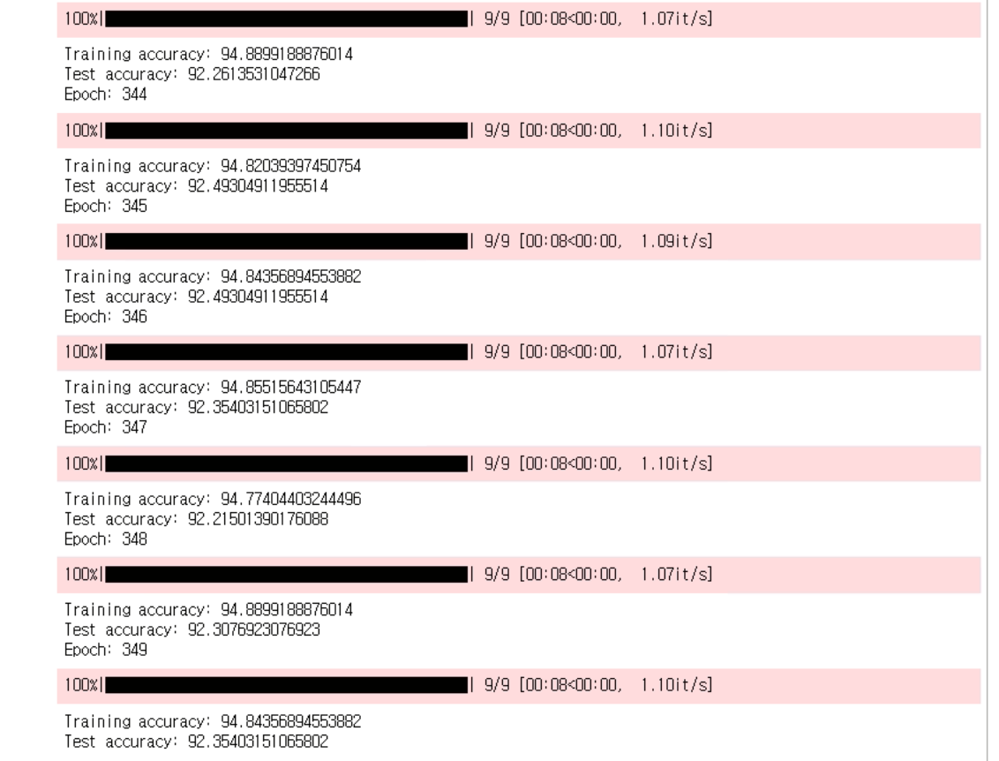 100%|██████████| 9/9 [00:08<00:00, 1.07it/s]
Training accuracy: 94.8899188876014
Test accuracy: 92.2613531047266
Epoch: 344
100%|██████████| 9/9 [00:08<00:00, 1.10it/s]
Training accuracy: 94.82039397450754
Test accuracy: 92.49304911955514
Epoch: 345
100%|██████████| 9/9 [00:08<00:00, 1.09it/s]
Training accuracy: 94.84356894553882
Test accuracy: 92.49304911955514
Epoch: 346
100%|██████████| 9/9 [00:08<00:00, 1.07it/s]
Training accuracy: 94.85515643105447
Test accuracy: 92.35403151065802
Epoch: 347
100%|██████████| 9/9 [00:08<00:00, 1.10it/s]
Training accuracy: 94.77404403244496
Test accuracy: 92.21501390176088
Epoch: 348
100%|██████████| 9/9 [00:08<00:00, 1.07it/s]
Training accuracy: 94.8899188876014
Test accuracy: 92.3076923076923
Epoch: 349
100%|██████████| 9/9 [00:08<00:00, 1.10it/s]
Training accuracy: 94.84356894553882
Test accuracy: 92.35403151065802